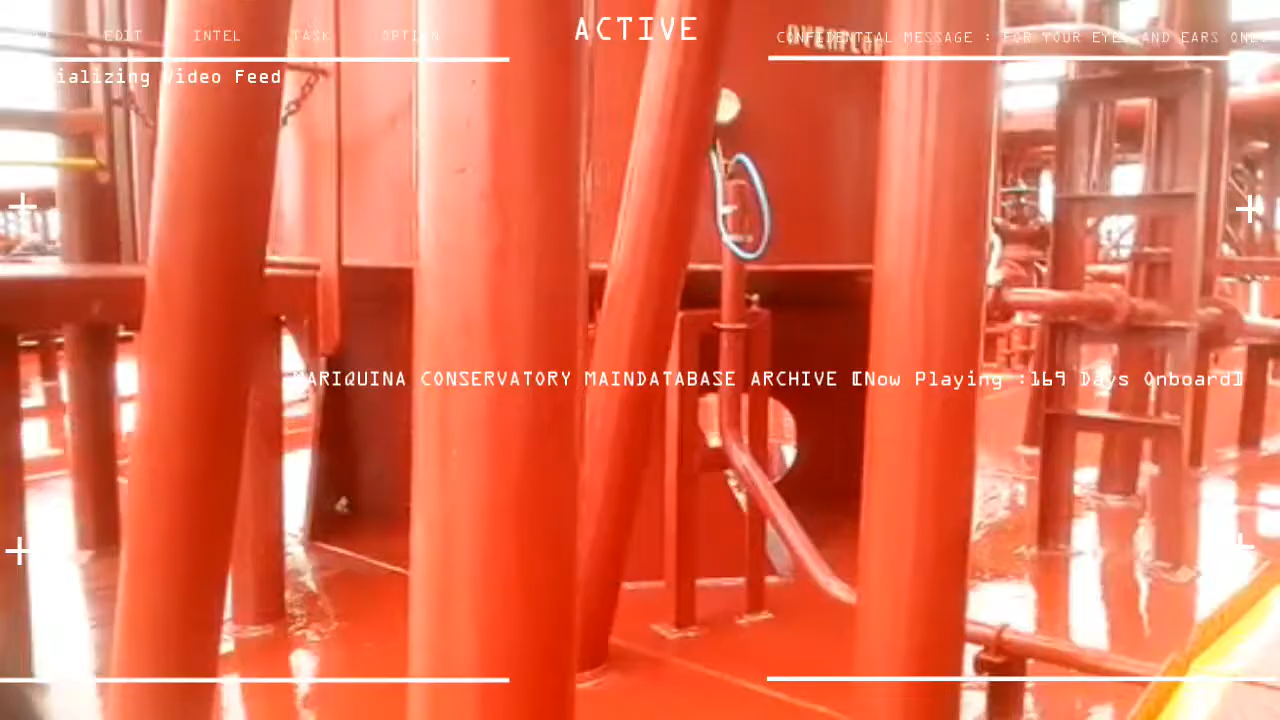 EDIT INTEL TASK OPTION
ACTIVE
CONFIDENTIAL MESSAGE : FOR YOUR EYES AND EARS ONLY
ializing Video Feed
MARIQUINA CONSERVATORY MAINDATABASE ARCHIVE [Now Playing :169 Days Onboard]